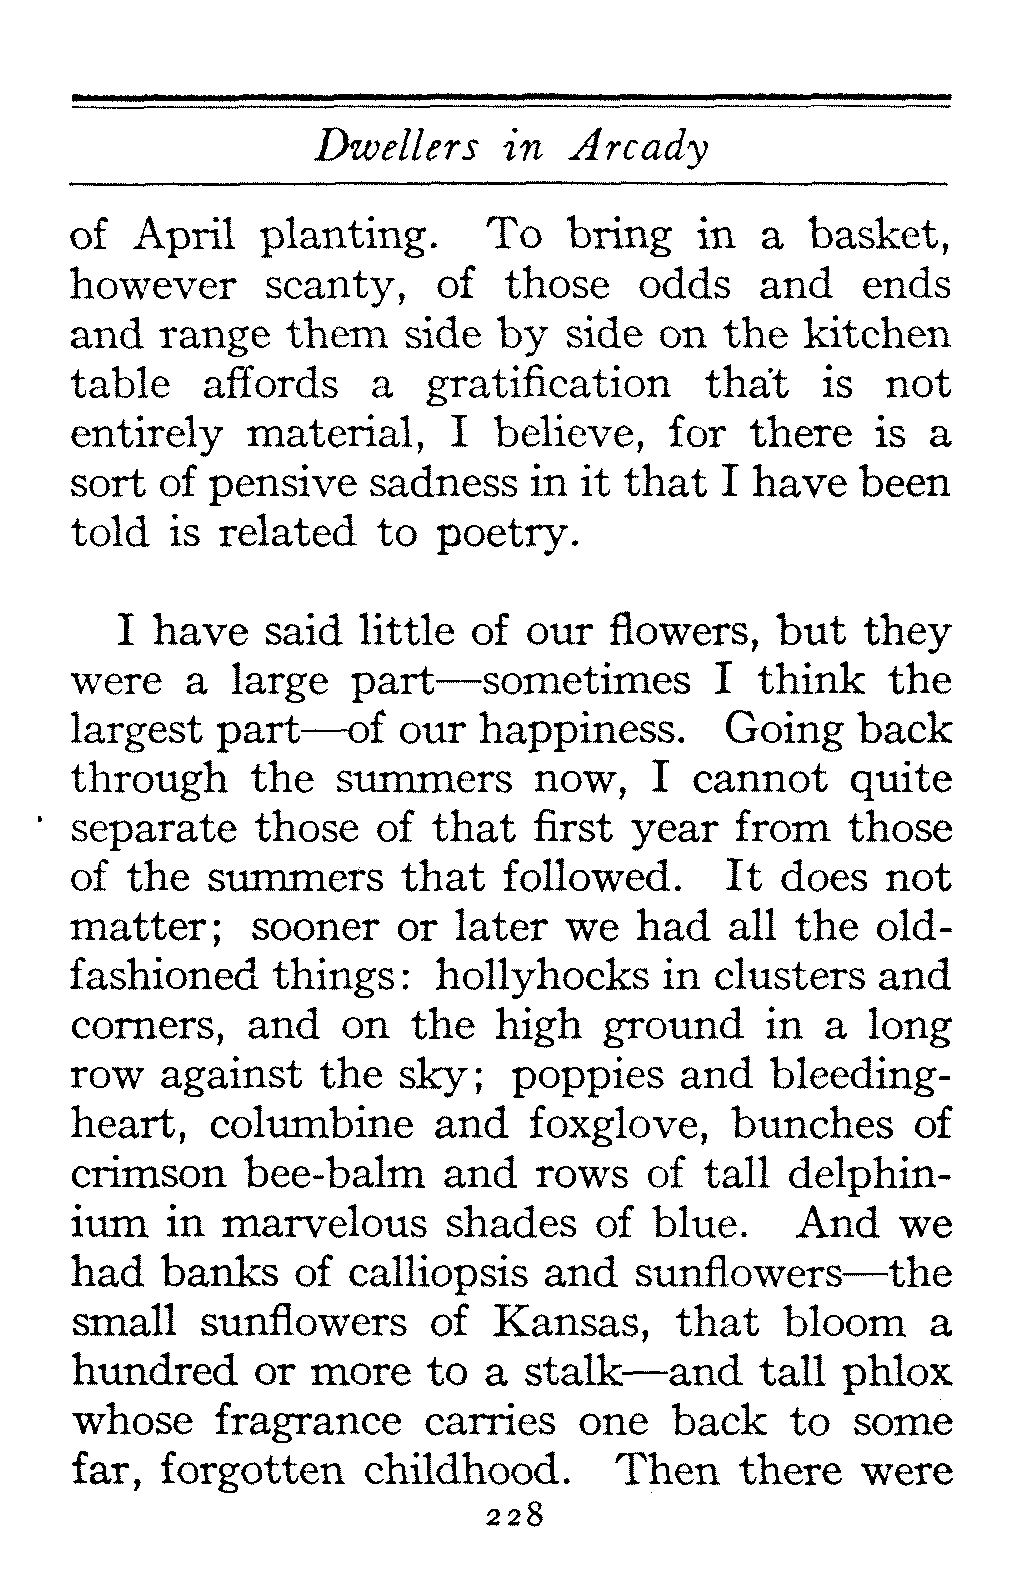 Dwellers in Arcady
of April planting. To bring in a basket,
however scanty, of those odds and ends
and range them side by side on the kitchen
table affords a gratification that is not
entirely material, I believe, for there is a
sort of pensive sadness in it that I have been
told is related to poetry.
I have said little of our flowers, but they
were a large part—sometimes I think the
largest part—of our happiness. Going back
through the summers now, I cannot quite
separate those of that first year from those
of the summers that followed. It does not
matter; sooner or later we had all the old-
fashioned things: hollyhocks in clusters and
corners, and on the high ground in a long
row against the sky; poppies and bleeding-
heart, columbine and foxglove, bunches of
crimson bee-balm and rows of tall delphin-
ium in marvelous shades of blue. And we
had banks of calliopsis and sunflowers—the
small sunflowers of Kansas, that bloom a
hundred or more to a stalk—and tall phlox
whose fragrance carries one back to some
far, forgotten childhood. Then there were
228